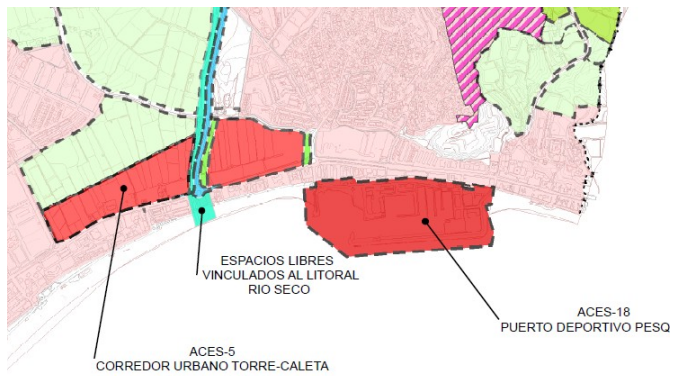 ESPACIOS LIBRES
VINCULADOS AL LITORAL
RIO SECO
ACES-18
PUERTO DEPORTIVO PESQ
ACES-5
CORREDOR URBANO TORRE-CALETA